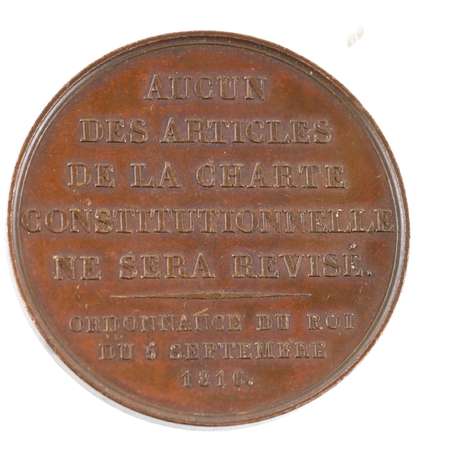 AUCUN
DES ARTICLES
DE LA CHARTE
CONSTITUTIONNELLE
NE SERA REVISÉ.
ORDONNANCE DU ROI
DU 5 SEPTEMBRE
1816.